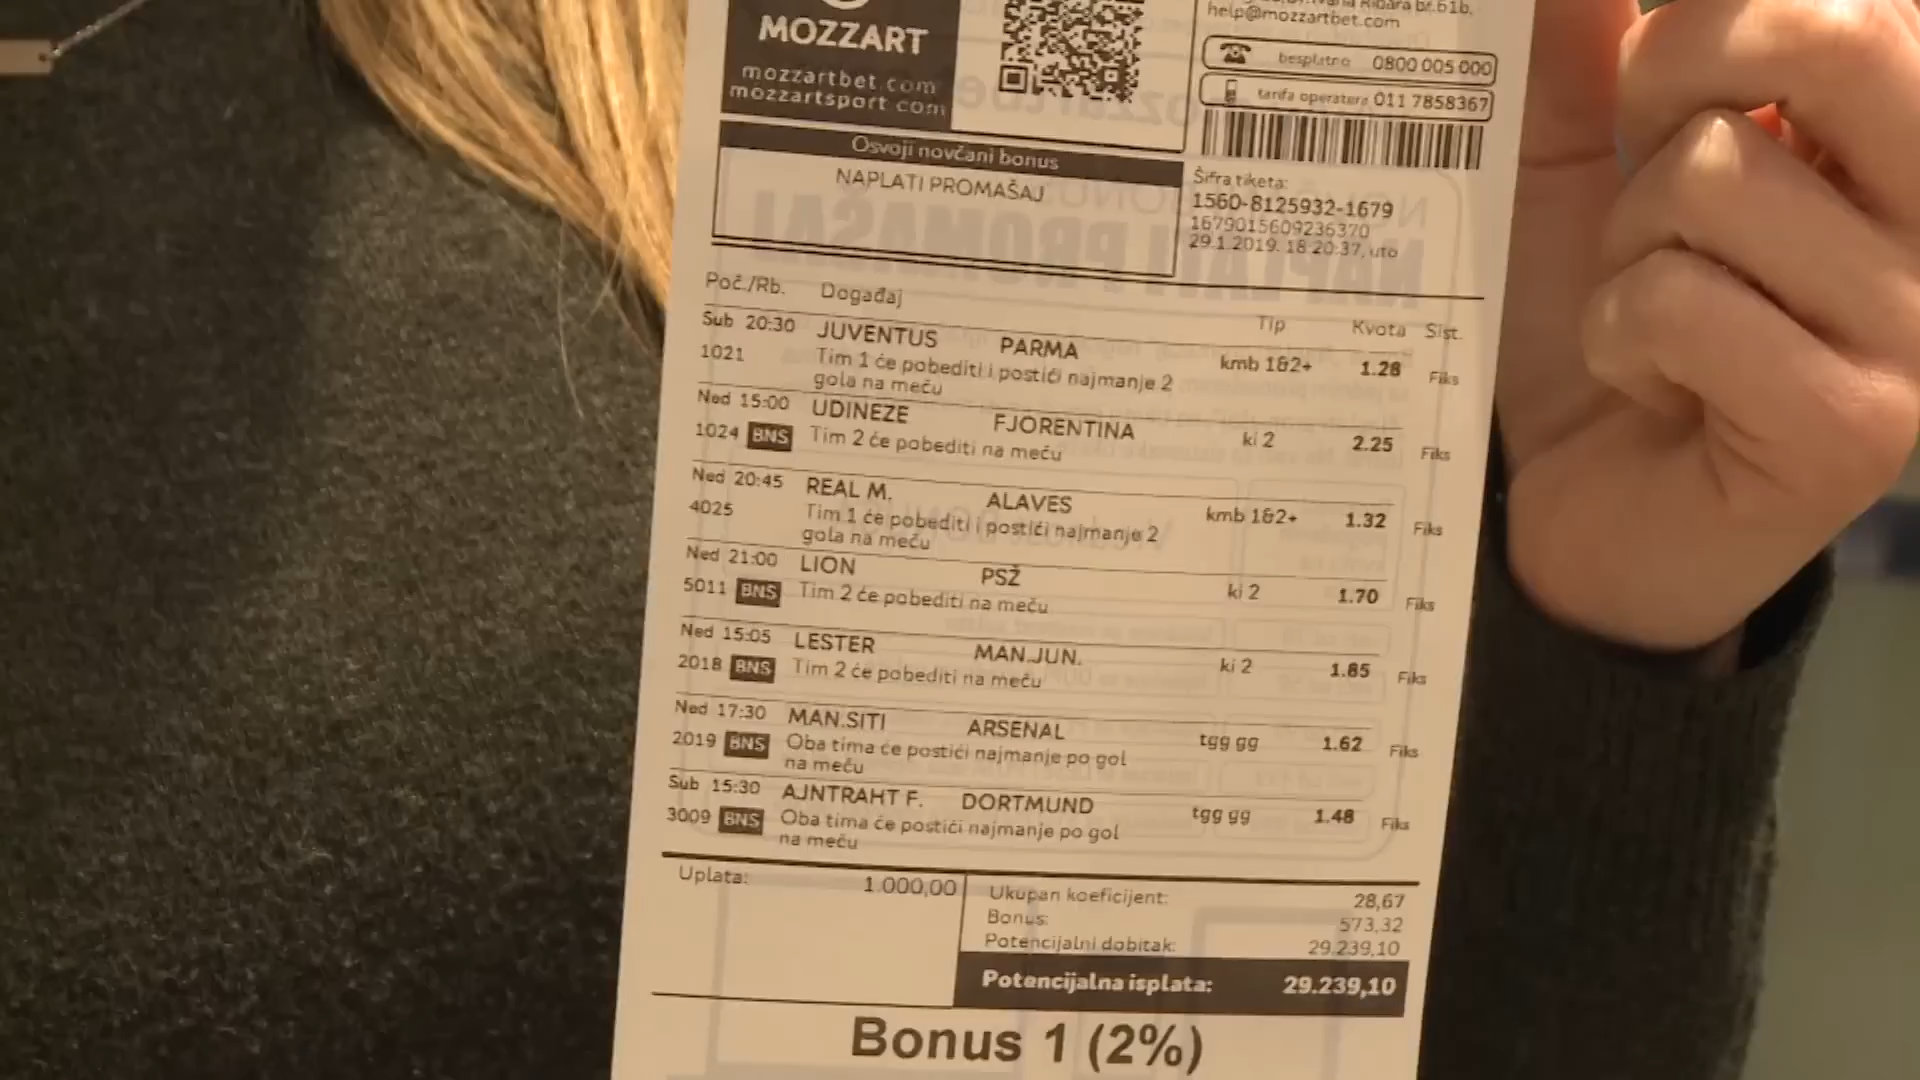 Ivana Ribara br.61b,
help@mozzartbet.com
MOZZART
mozzartbet.com
mozzartsport.com
besplatno 0800 005 000
tarifa operatera 011 7858367
Osvoji novčani bonus
NAPLATI PROMAŠAJ
Šifra tiketa:
1560-8125932-1679
1679015609236370
29.1.2019. 18:20:37, uto
Poč./Rb. Događaj Tip Kvota Sist.
Sub 20:30 JUVENTUS PARMA kmb 1&2+ 1.28 Fiks
1021 Tim 1 će pobediti i postići najmanje 2
gola na meču
Ned 15:00 UDINEZE FJORENTINA ki 2 2.25 Fiks
1024 BNS Tim 2 će pobediti na meču
Ned 20:45 REAL M. ALAVES kmb 1&2+ 1.32 Fiks
4025 Tim 1 će pobediti i postići najmanje 2
gola na meču
Ned 21:00 LION PSŽ ki 2 1.70 Fiks
5011 BNS Tim 2 će pobediti na meču
Ned 15:05 LESTER MAN.JUN. ki 2 1.85 Fiks
2018 BNS Tim 2 će pobediti na meču
Ned 17:30 MAN.SITI ARSENAL tgg gg 1.62 Fiks
2019 BNS Oba tima će postići najmanje po gol
na meču
Sub 15:30 AJNTRAHT F. DORTMUND tgg gg 1.48 Fiks
3009 BNS Oba tima će postići najmanje po gol
na meču
Uplata: 1.000,00
Ukupan koeficijent: 28,67
Bonus: 573,32
Potencijalni dobitak: 29.239,10
Potencijalna isplata: 29.239,10
Bonus 1 (2%)